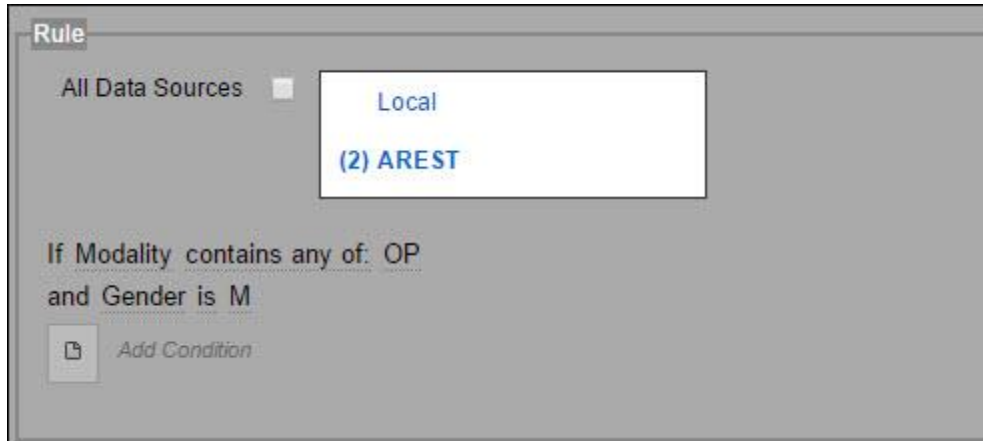 Rule
All Data Sources
Local
(2) AREST
If Modality contains any of: OP
and Gender is M
Add Condition